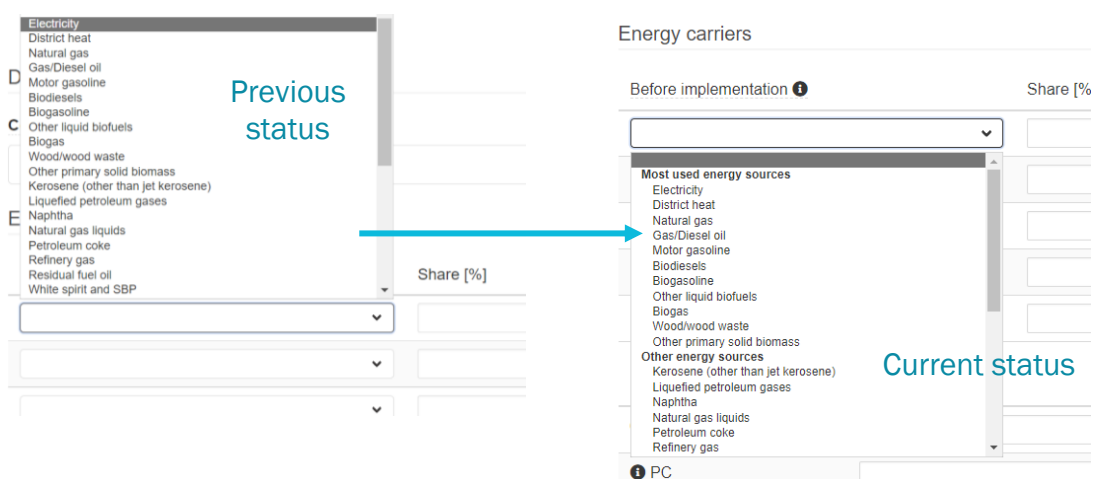 Electricity
District heat
Natural gas
Gas/Diesel oil
Motor gasoline
Biodiesels
Biogasoline
Other liquid biofuels
Biogas
Wood/wood waste
Other primary solid biomass
Kerosene (other than jet kerosene)
Liquefied petroleum gases
Naphtha
Natural gas liquids
Petroleum coke
Refinery gas
Residual fuel oil
White spirit and SBP
D
C
E
Previous
status
Share [%]
Energy carriers
Before implementation
Share [%
Most used energy sources
Electricity
District heat
Natural gas
Gas/Diesel oil
Motor gasoline
Biodiesels
Biogasoline
Other liquid biofuels
Biogas
Wood/wood waste
Other primary solid biomass
Other energy sources
Kerosene (other than jet kerosene)
Liquefied petroleum gases
Naphtha
Natural gas liquids
Petroleum coke
Refinery gas
Current status
PC